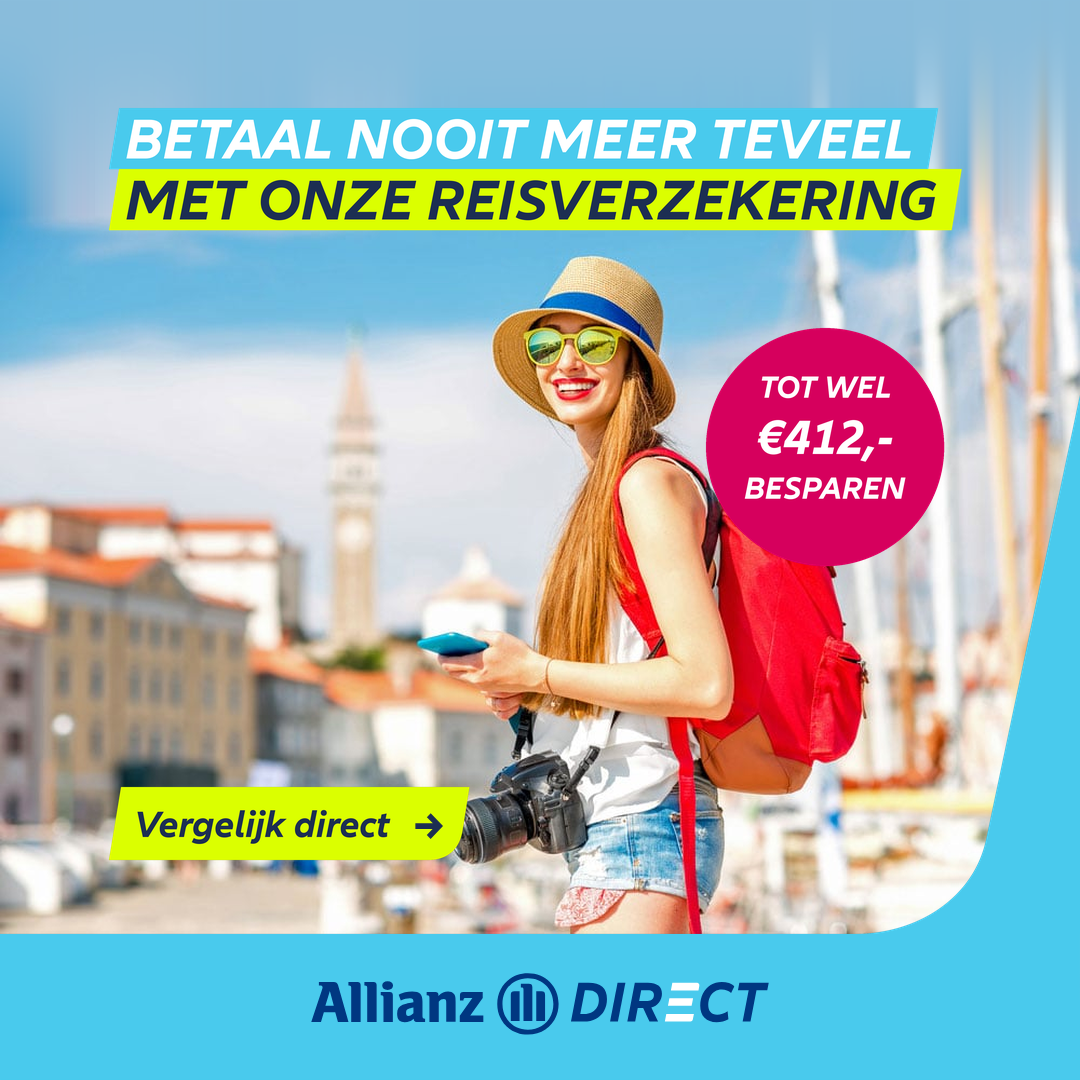 BETAAL NOOIT MEER TEVEEL
MET ONZE REISVERZEKERING
TOT WEL
€412,-
BESPAREN
Vergelijk direct →
Allianz DIRECT